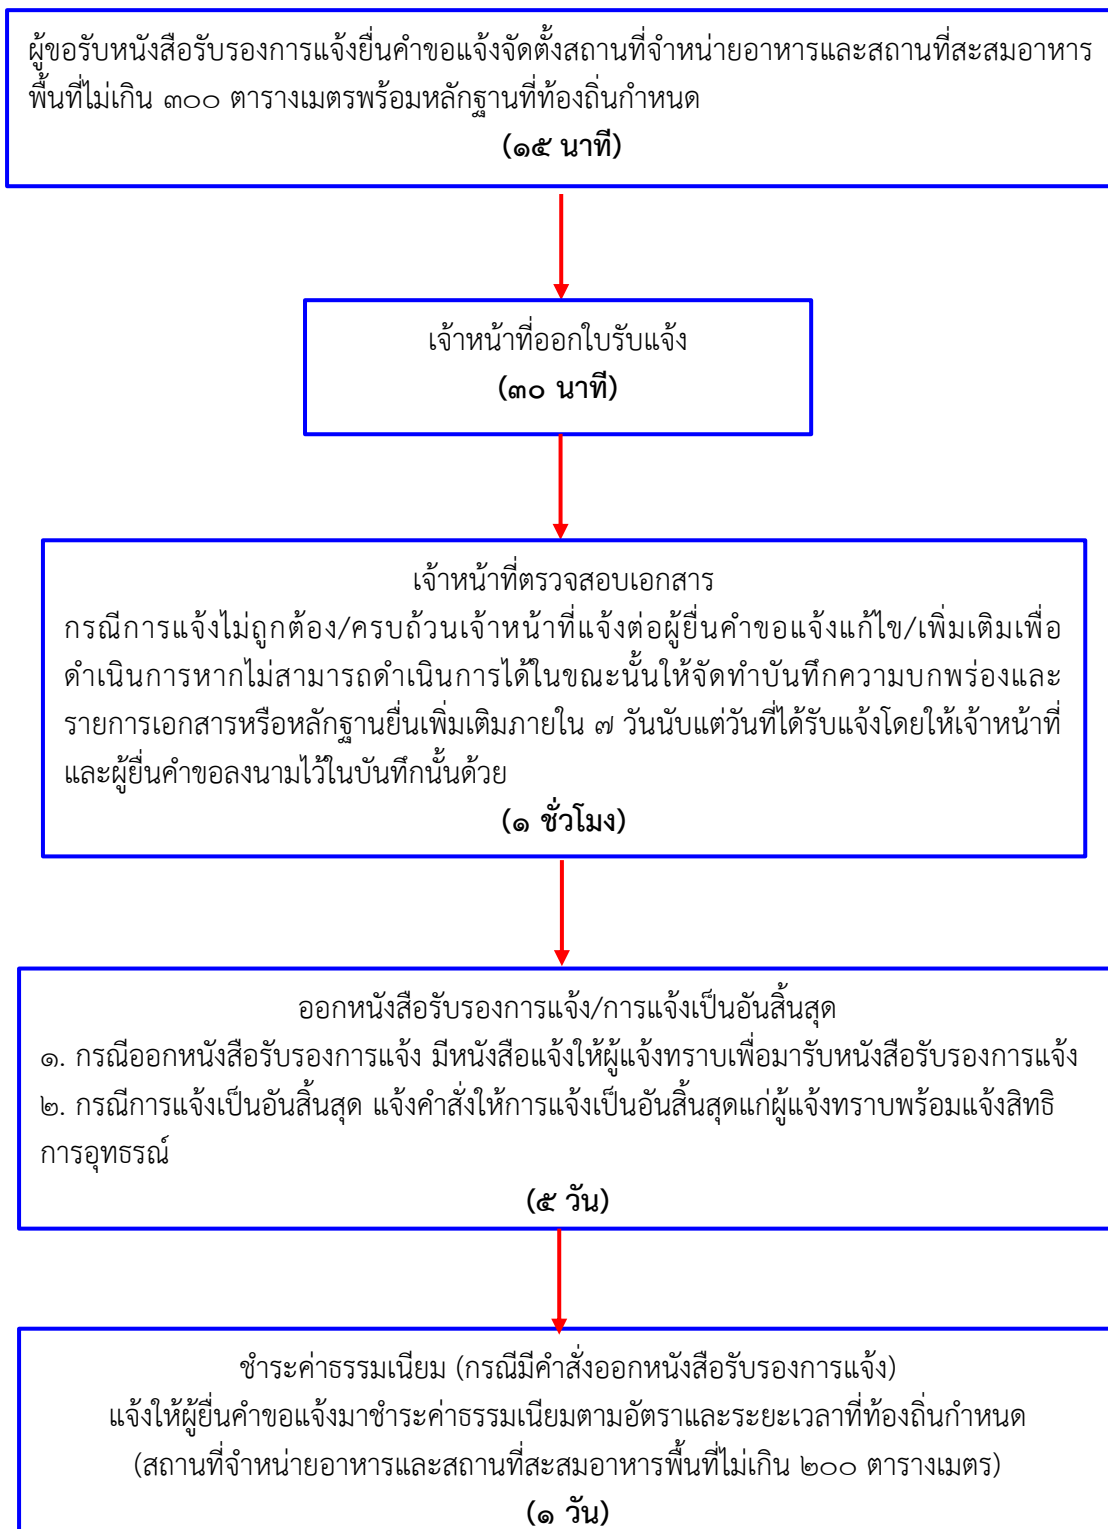 ผู้ขอรับหนังสือรับรองการแจ้งยื่นคำขอแจ้งจัดตั้งสถานที่จำหน่ายอาหารและสถานที่สะสมอาหาร
พื้นที่ไม่เกิน ๓๐๐ ตารางเมตรพร้อมหลักฐานที่ท้องถิ่นกำหนด
(๑๕ นาที)
เจ้าหน้าที่ออกใบรับแจ้ง
(๓๐ นาที)
เจ้าหน้าที่ตรวจสอบเอกสาร
กรณีการแจ้งไม่ถูกต้อง/ครบถ้วนเจ้าหน้าที่แจ้งต่อผู้ยื่นคำขอแจ้งแก้ไข/เพิ่มเติมเพื่อ
ดำเนินการหากไม่สามารถดำเนินการได้ในขณะนั้นให้จัดทำบันทึกความบกพร่องและ
รายการเอกสารหรือหลักฐานยื่นเพิ่มเติมภายใน ๗ วันนับแต่วันที่ได้รับแจ้งโดยให้เจ้าหน้าที่
และผู้ยื่นคำขอลงนามไว้ในบันทึกนั้นด้วย
(๑ ชั่วโมง)
ออกหนังสือรับรองการแจ้ง/การแจ้งเป็นอันสิ้นสุด
๑. กรณีออกหนังสือรับรองการแจ้ง มีหนังสือแจ้งให้ผู้แจ้งทราบเพื่อมารับหนังสือรับรองการแจ้ง
๒. กรณีการแจ้งเป็นอันสิ้นสุด แจ้งคำสั่งให้การแจ้งเป็นอันสิ้นสุดแก่ผู้แจ้งทราบพร้อมแจ้งสิทธิ
การอุทธรณ์
(๕ วัน)
ชำระค่าธรรมเนียม (กรณีมีคำสั่งออกหนังสือรับรองการแจ้ง)
แจ้งให้ผู้ยื่นคำขอแจ้งมาชำระค่าธรรมเนียมตามอัตราและระยะเวลาที่ท้องถิ่นกำหนด
(สถานที่จำหน่ายอาหารและสถานที่สะสมอาหารพื้นที่ไม่เกิน ๒๐๐ ตารางเมตร)
(๑ วัน)